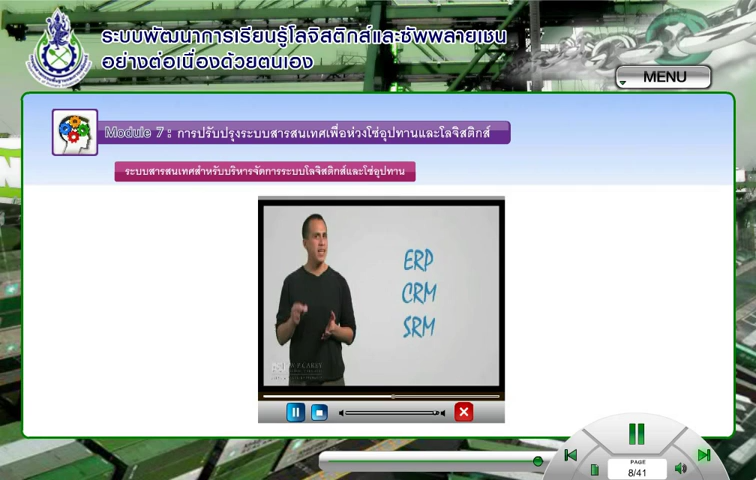 ระบบพัฒนาการเรียนรู้โลจิสติกส์และซัพพลายเชน
อย่างต่อเนื่องด้วยตนเอง
MENU
Module 7 : การปรับปรุงระบบสารสนเทศเพื่อห่วงโซ่อุปทานและโลจิสติกส์
ระบบสารสนเทศสำหรับบริหารจัดการระบบโลจิสติกส์และโซ่อุปทาน
ERP
CRM
SRM
W. P. CAREY
PAGE
8/41